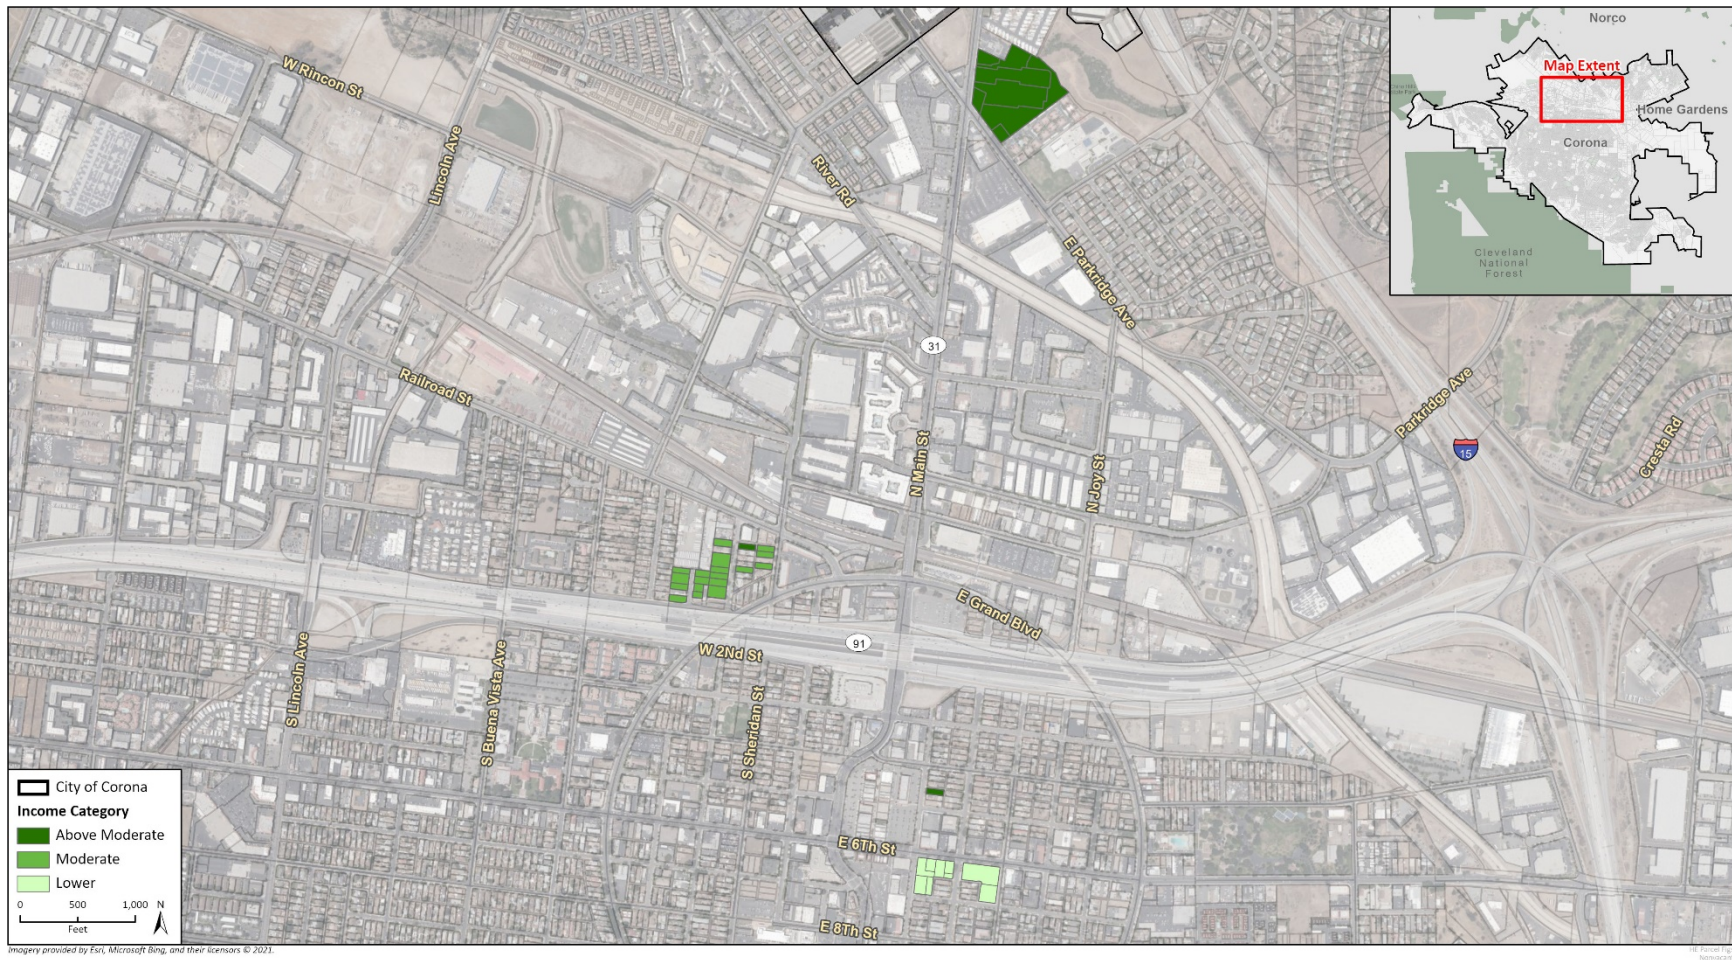 Norco
Map Extent
Home Gardens
Corona
Cleveland
National
Forest
W Rincon St
Lincoln Ave
River Rd
E Parkridge Ave
31
Railroad St
Parkridge Ave
Cresta Rd
15
N Main St
N Joy St
E Grand Blvd
91
W 2Nd St
S Lincoln Ave
S Buena Vista Ave
S Sheridan St
E 6Th St
E 8Th St
City of Corona
Income Category
Above Moderate
Moderate
Lower
0 500 1,000 N
Feet
Imagery provided by Esri, Microsoft Bing, and their licensors © 2021.
HE Parcel Fig